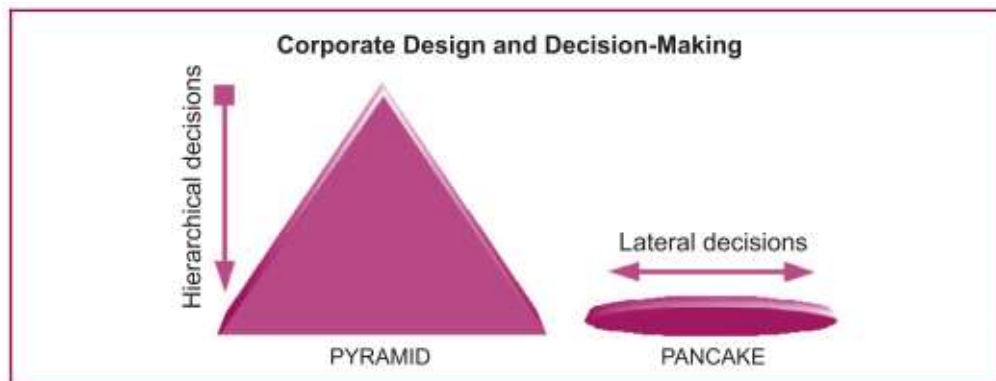 Corporate Design and Decision-Making
Hierarchical decisions
Lateral decisions
PYRAMID
PANCAKE